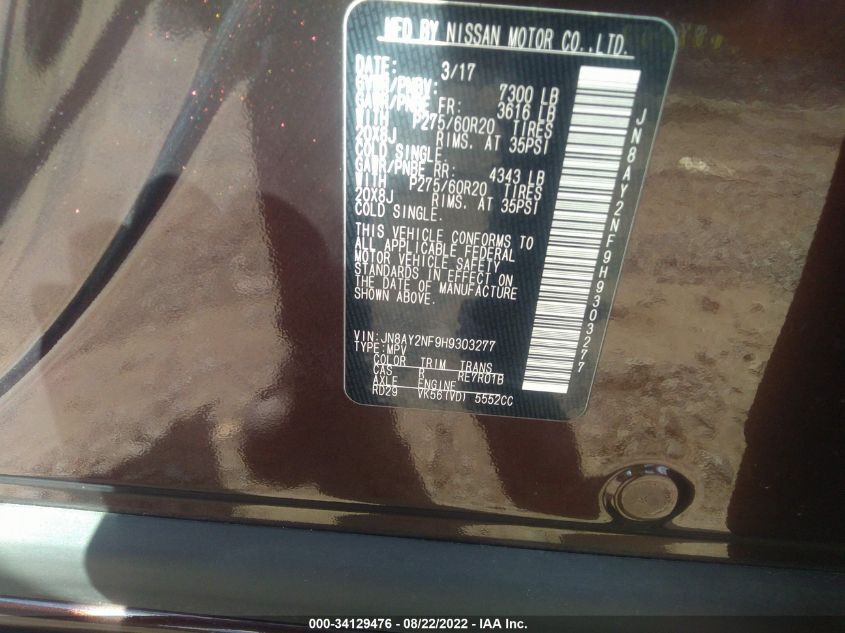 MFD BY NISSAN MOTOR CO.,LTD.
DATE: 3/17
GVWR/PNBV: 7300 LB
GAWR/PNBE FR: 3616 LB
WITH P275/60R20 TIRES
20X8J RIMS. AT 35PSI
COLD SINGLE.
GAWR/PNBE RR: 4343 LB
WITH P275/60R20 TIRES
20X8J RIMS. AT 35PSI
COLD SINGLE.
THIS VEHICLE CONFORMS TO
ALL APPLICABLE FEDERAL
MOTOR VEHICLE SAFETY
STANDARDS IN EFFECT ON
THE DATE OF MANUFACTURE
SHOWN ABOVE.
VIN:JN8AY2NF9H9303277
TYPE:MPV
COLOR TRIM TRANS
CAS R RE7R01B
AXLE ENGINE
RD29 VK56(VD) 5552CC
JN8AY2NF9H9303277
000-34129476 - 08/22/2022 - IAA Inc.